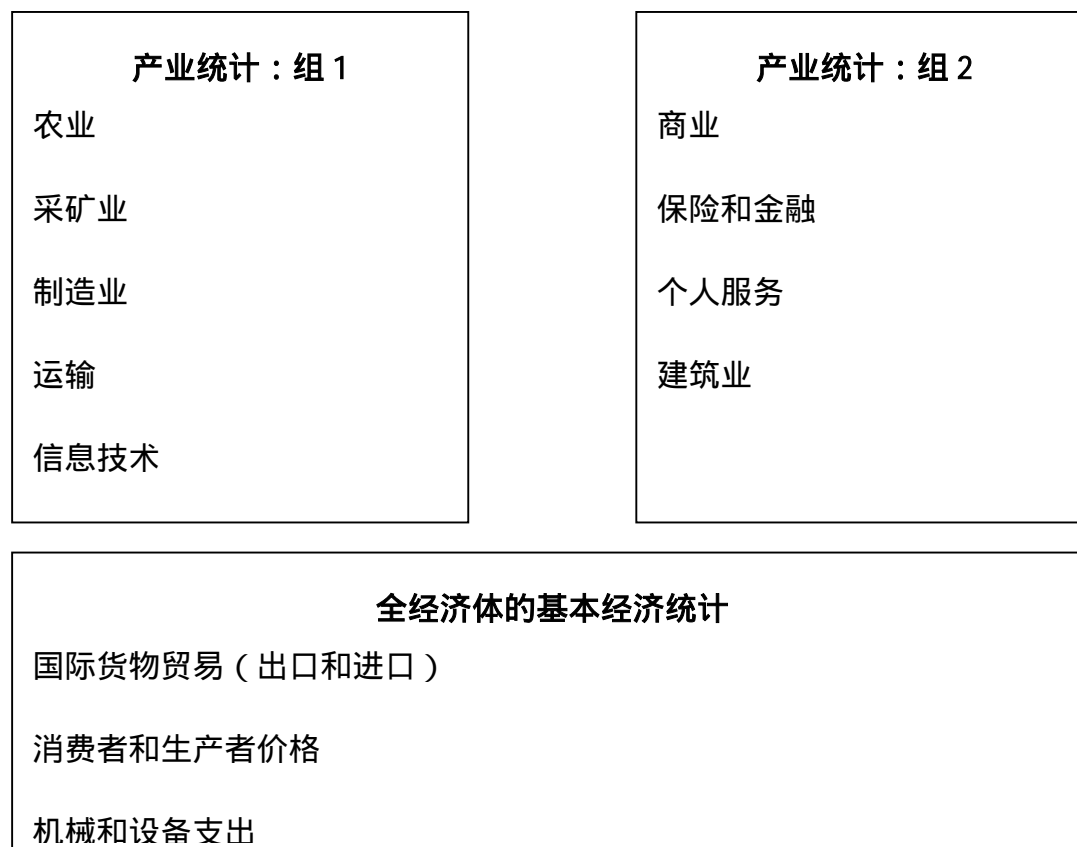 产业统计：组 1
农业
采矿业
制造业
运输
信息技术
产业统计：组 2
商业
保险和金融
个人服务
建筑业
全经济体的基本经济统计
国际货物贸易（出口和进口）
消费者和生产者价格
机械和设备支出